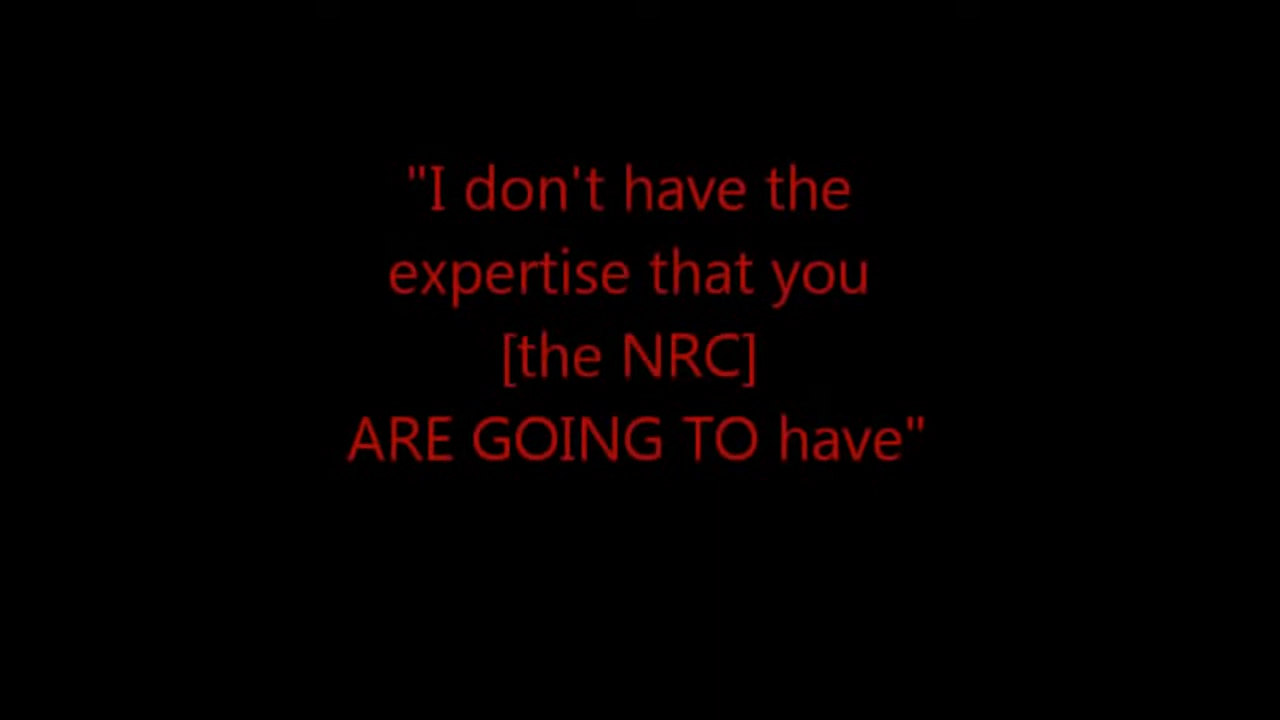 "I don't have the
expertise that you
[the NRC]
ARE GOING TO have"